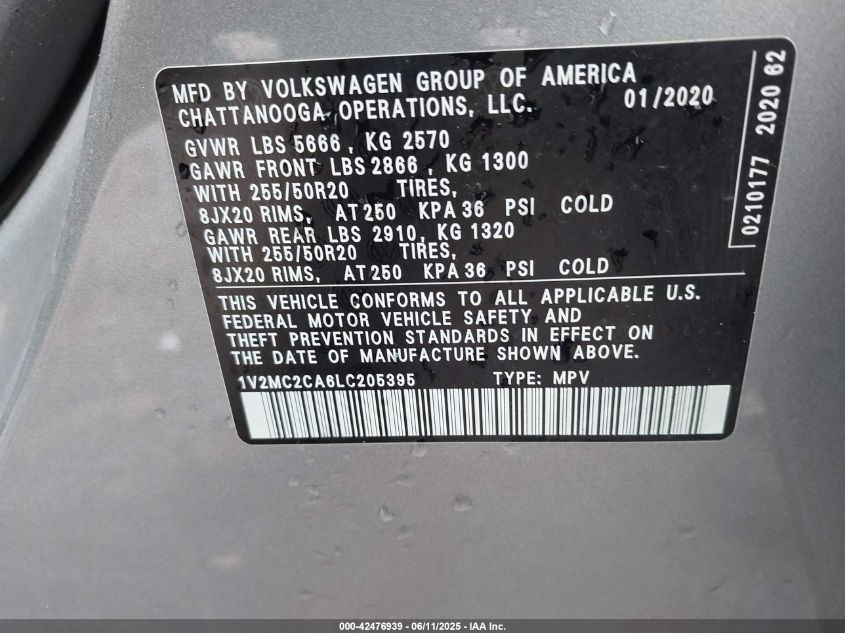 MFD BY VOLKSWAGEN GROUP OF AMERICA
CHATTANOOGA OPERATIONS, LLC. 01/2020
GVWR LBS 5666, KG 2570
GAWR FRONT LBS 2866, KG 1300
WITH 255/50R20 TIRES,
8JX20 RIMS, AT 250 KPA 36 PSI COLD
GAWR REAR LBS 2910, KG 1320
WITH 255/50R20 TIRES,
8JX20 RIMS, AT 250 KPA 36 PSI COLD
THIS VEHICLE CONFORMS TO ALL APPLICABLE U.S.
FEDERAL MOTOR VEHICLE SAFETY AND
THEFT PREVENTION STANDARDS IN EFFECT ON
THE DATE OF MANUFACTURE SHOWN ABOVE.
1V2MC2CA6LC205395 TYPE: MPV
0210177 2020 62
000-42476939 - 06/11/2025 - IAA Inc.